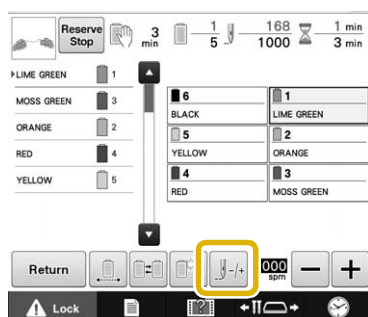 Reserve Stop
3 min
1 5
168 1000
1 min 3 min
LIME GREEN 1
MOSS GREEN 3
ORANGE 2
RED 4
YELLOW 5
6 BLACK
1 LIME GREEN
5 YELLOW
2 ORANGE
4 RED
3 MOSS GREEN
Return
-/+
000 spm
− +
Lock
?